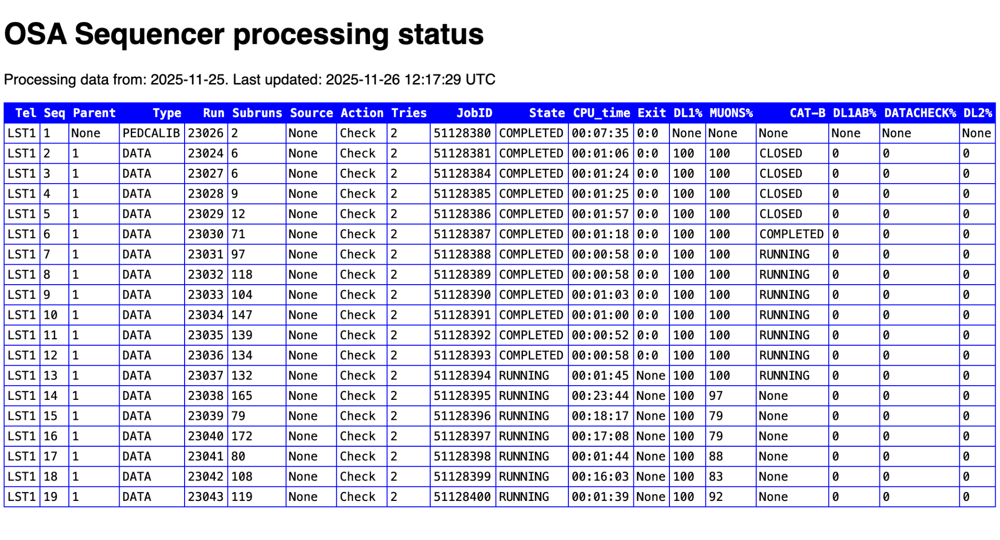 OSA Sequencer processing status
Processing data from: 2025-11-25. Last updated: 2025-11-26 12:17:29 UTC
Tel Seq Parent Type Run Subruns Source Action Tries JobID State CPU_time Exit DL1% MUONS% CAT-B DL1AB% DATACHECK% DL2%
LST1 1 None PEDCALIB 23026 2 None Check 2 51128380 COMPLETED 00:07:35 0:0 None None None None None None
LST1 2 1 DATA 23024 6 None Check 2 51128381 COMPLETED 00:01:06 0:0 100 100 CLOSED 0 0 0
LST1 3 1 DATA 23027 6 None Check 2 51128384 COMPLETED 00:01:24 0:0 100 100 CLOSED 0 0 0
LST1 4 1 DATA 23028 9 None Check 2 51128385 COMPLETED 00:01:25 0:0 100 100 CLOSED 0 0 0
LST1 5 1 DATA 23029 12 None Check 2 51128386 COMPLETED 00:01:57 0:0 100 100 CLOSED 0 0 0
LST1 6 1 DATA 23030 71 None Check 2 51128387 COMPLETED 00:01:18 0:0 100 100 COMPLETED 0 0 0
LST1 7 1 DATA 23031 97 None Check 2 51128388 COMPLETED 00:00:58 0:0 100 100 RUNNING 0 0 0
LST1 8 1 DATA 23032 118 None Check 2 51128389 COMPLETED 00:00:58 0:0 100 100 RUNNING 0 0 0
LST1 9 1 DATA 23033 104 None Check 2 51128390 COMPLETED 00:01:03 0:0 100 100 RUNNING 0 0 0
LST1 10 1 DATA 23034 147 None Check 2 51128391 COMPLETED 00:01:00 0:0 100 100 RUNNING 0 0 0
LST1 11 1 DATA 23035 139 None Check 2 51128392 COMPLETED 00:00:52 0:0 100 100 RUNNING 0 0 0
LST1 12 1 DATA 23036 134 None Check 2 51128393 COMPLETED 00:00:58 0:0 100 100 RUNNING 0 0 0
LST1 13 1 DATA 23037 132 None Check 2 51128394 RUNNING 00:01:45 None 100 100 RUNNING 0 0 0
LST1 14 1 DATA 23038 165 None Check 2 51128395 RUNNING 00:23:44 None 100 97 None 0 0 0
LST1 15 1 DATA 23039 79 None Check 2 51128396 RUNNING 00:18:17 None 100 79 None 0 0 0
LST1 16 1 DATA 23040 172 None Check 2 51128397 RUNNING 00:17:08 None 100 79 None 0 0 0
LST1 17 1 DATA 23041 80 None Check 2 51128398 RUNNING 00:01:44 None 100 88 None 0 0 0
LST1 18 1 DATA 23042 108 None Check 2 51128399 RUNNING 00:16:03 None 100 83 None 0 0 0
LST1 19 1 DATA 23043 119 None Check 2 51128400 RUNNING 00:01:39 None 100 92 None 0 0 0